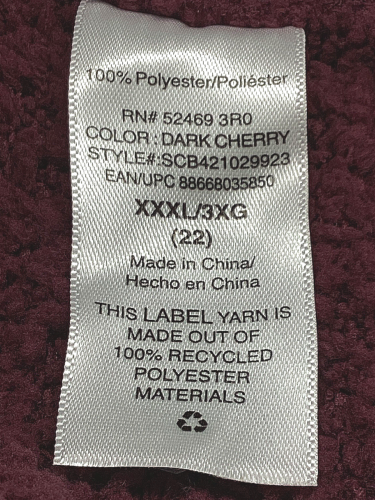 100% Polyester/Poliéster
RN# 52469 3R0
COLOR : DARK CHERRY
STYLE#:SCB421029923
EAN/UPC 88668035850
XXXL/3XG
(22)
Made in China/
Hecho en China
THIS LABEL YARN IS
MADE OUT OF
100% RECYCLED
POLYESTER
MATERIALS